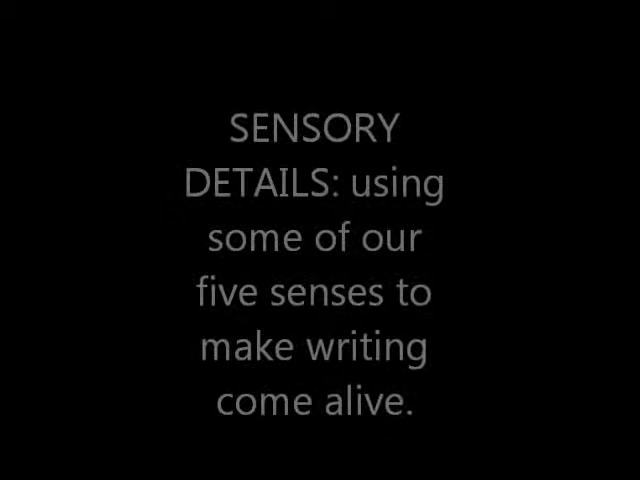 SENSORY
DETAILS: using
some of our
five senses to
make writing
come alive.